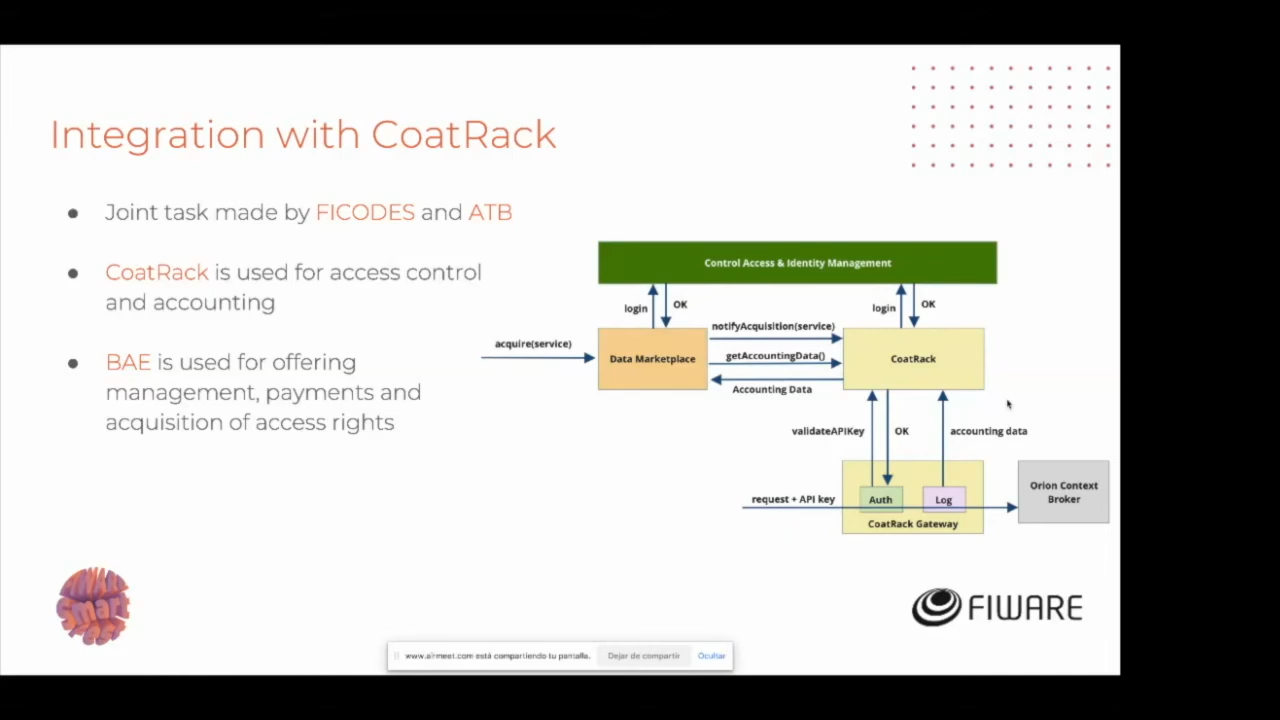 Integration with CoatRack
● Joint task made by FICODES and ATB
● CoatRack is used for access control
and accounting
● BAE is used for offering
management, payments and
acquisition of access rights
Control Access & Identity Management
login
OK
login
OK
acquire(service)
Data Marketplace
notifyAcquisition(service)
getAccountingData()
Accounting Data
CoatRack
validateAPIKey
OK
accounting data
request + API key
Auth
Log
CoatRack Gateway
Orion Context
Broker
Smart
FIWARE
www.airmeet.com está compartiendo tu pantalla.
Dejar de compartir
Ocultar